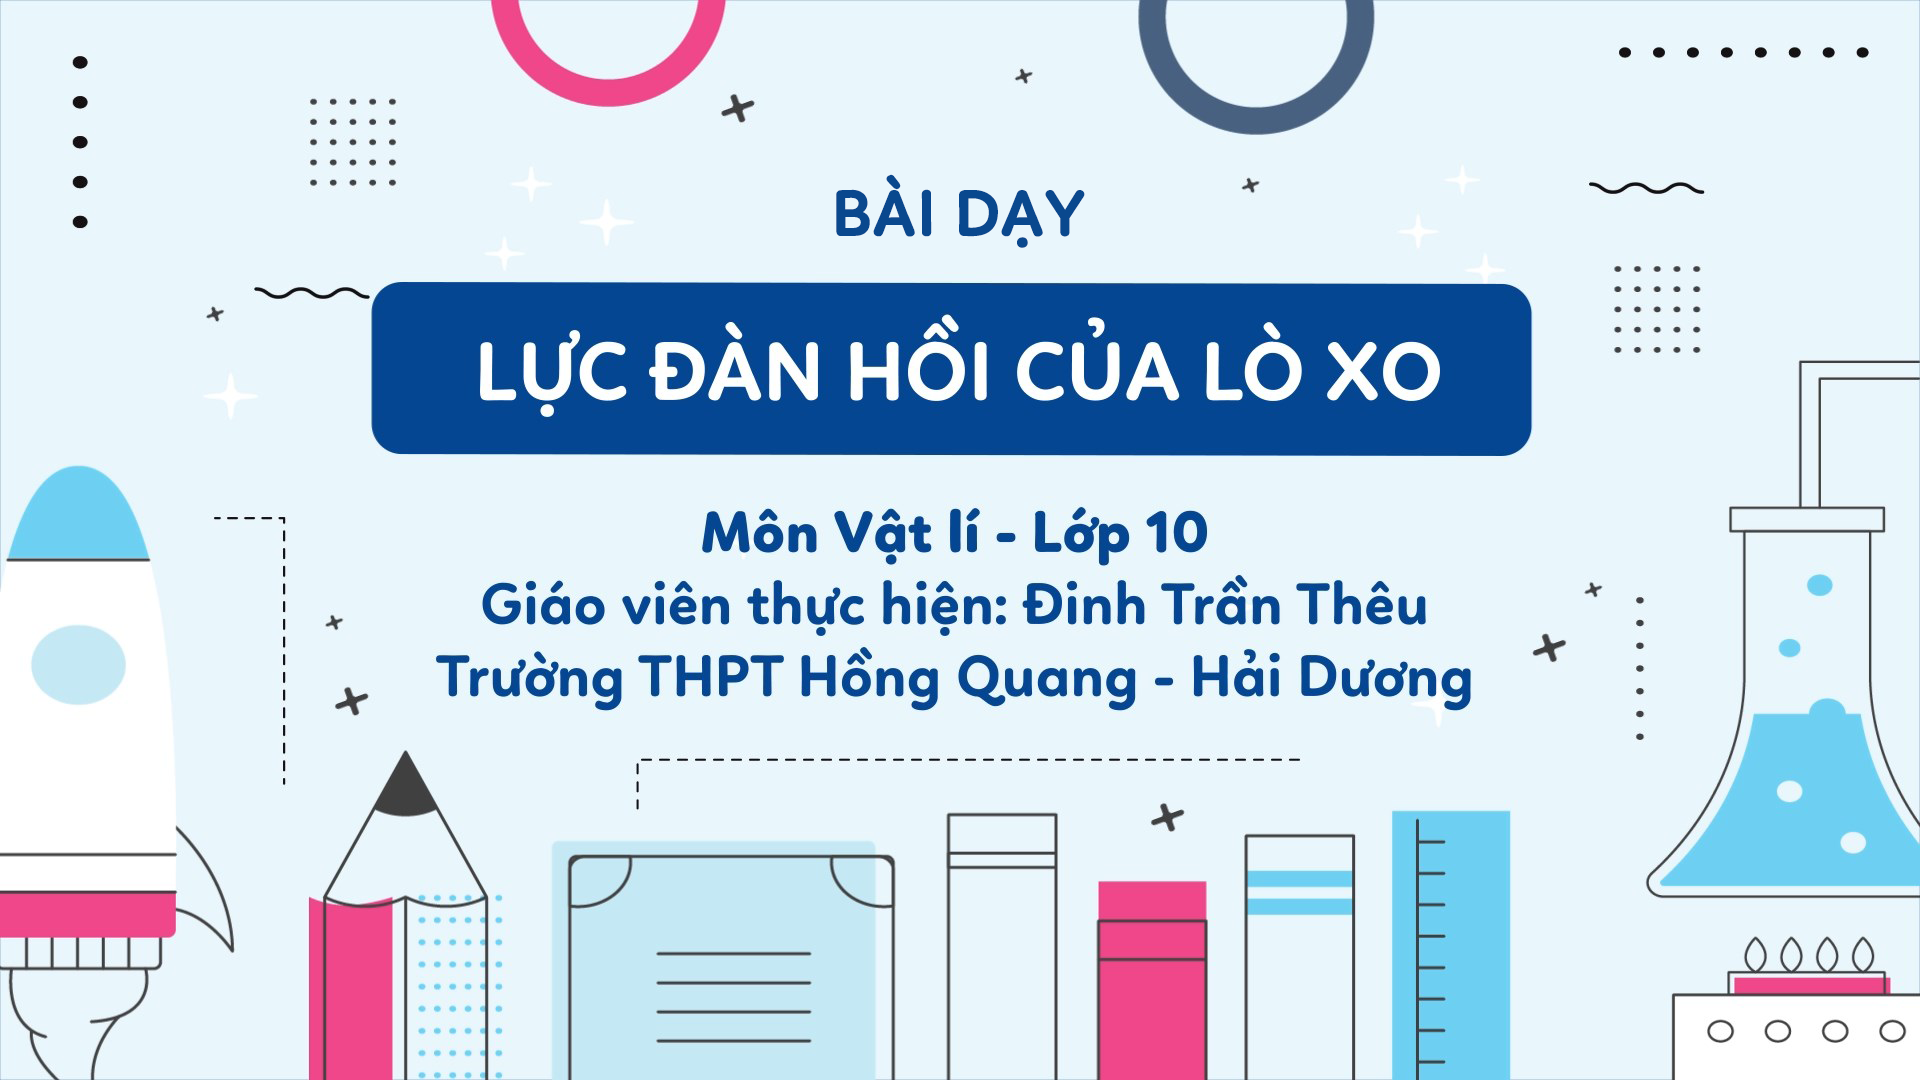 BÀI DẠY
LỰC ĐÀN HỒI CỦA LÒ XO
Môn Vật lí - Lớp 10
Giáo viên thực hiện: Đinh Trần Thêu
Trường THPT Hồng Quang - Hải Dương